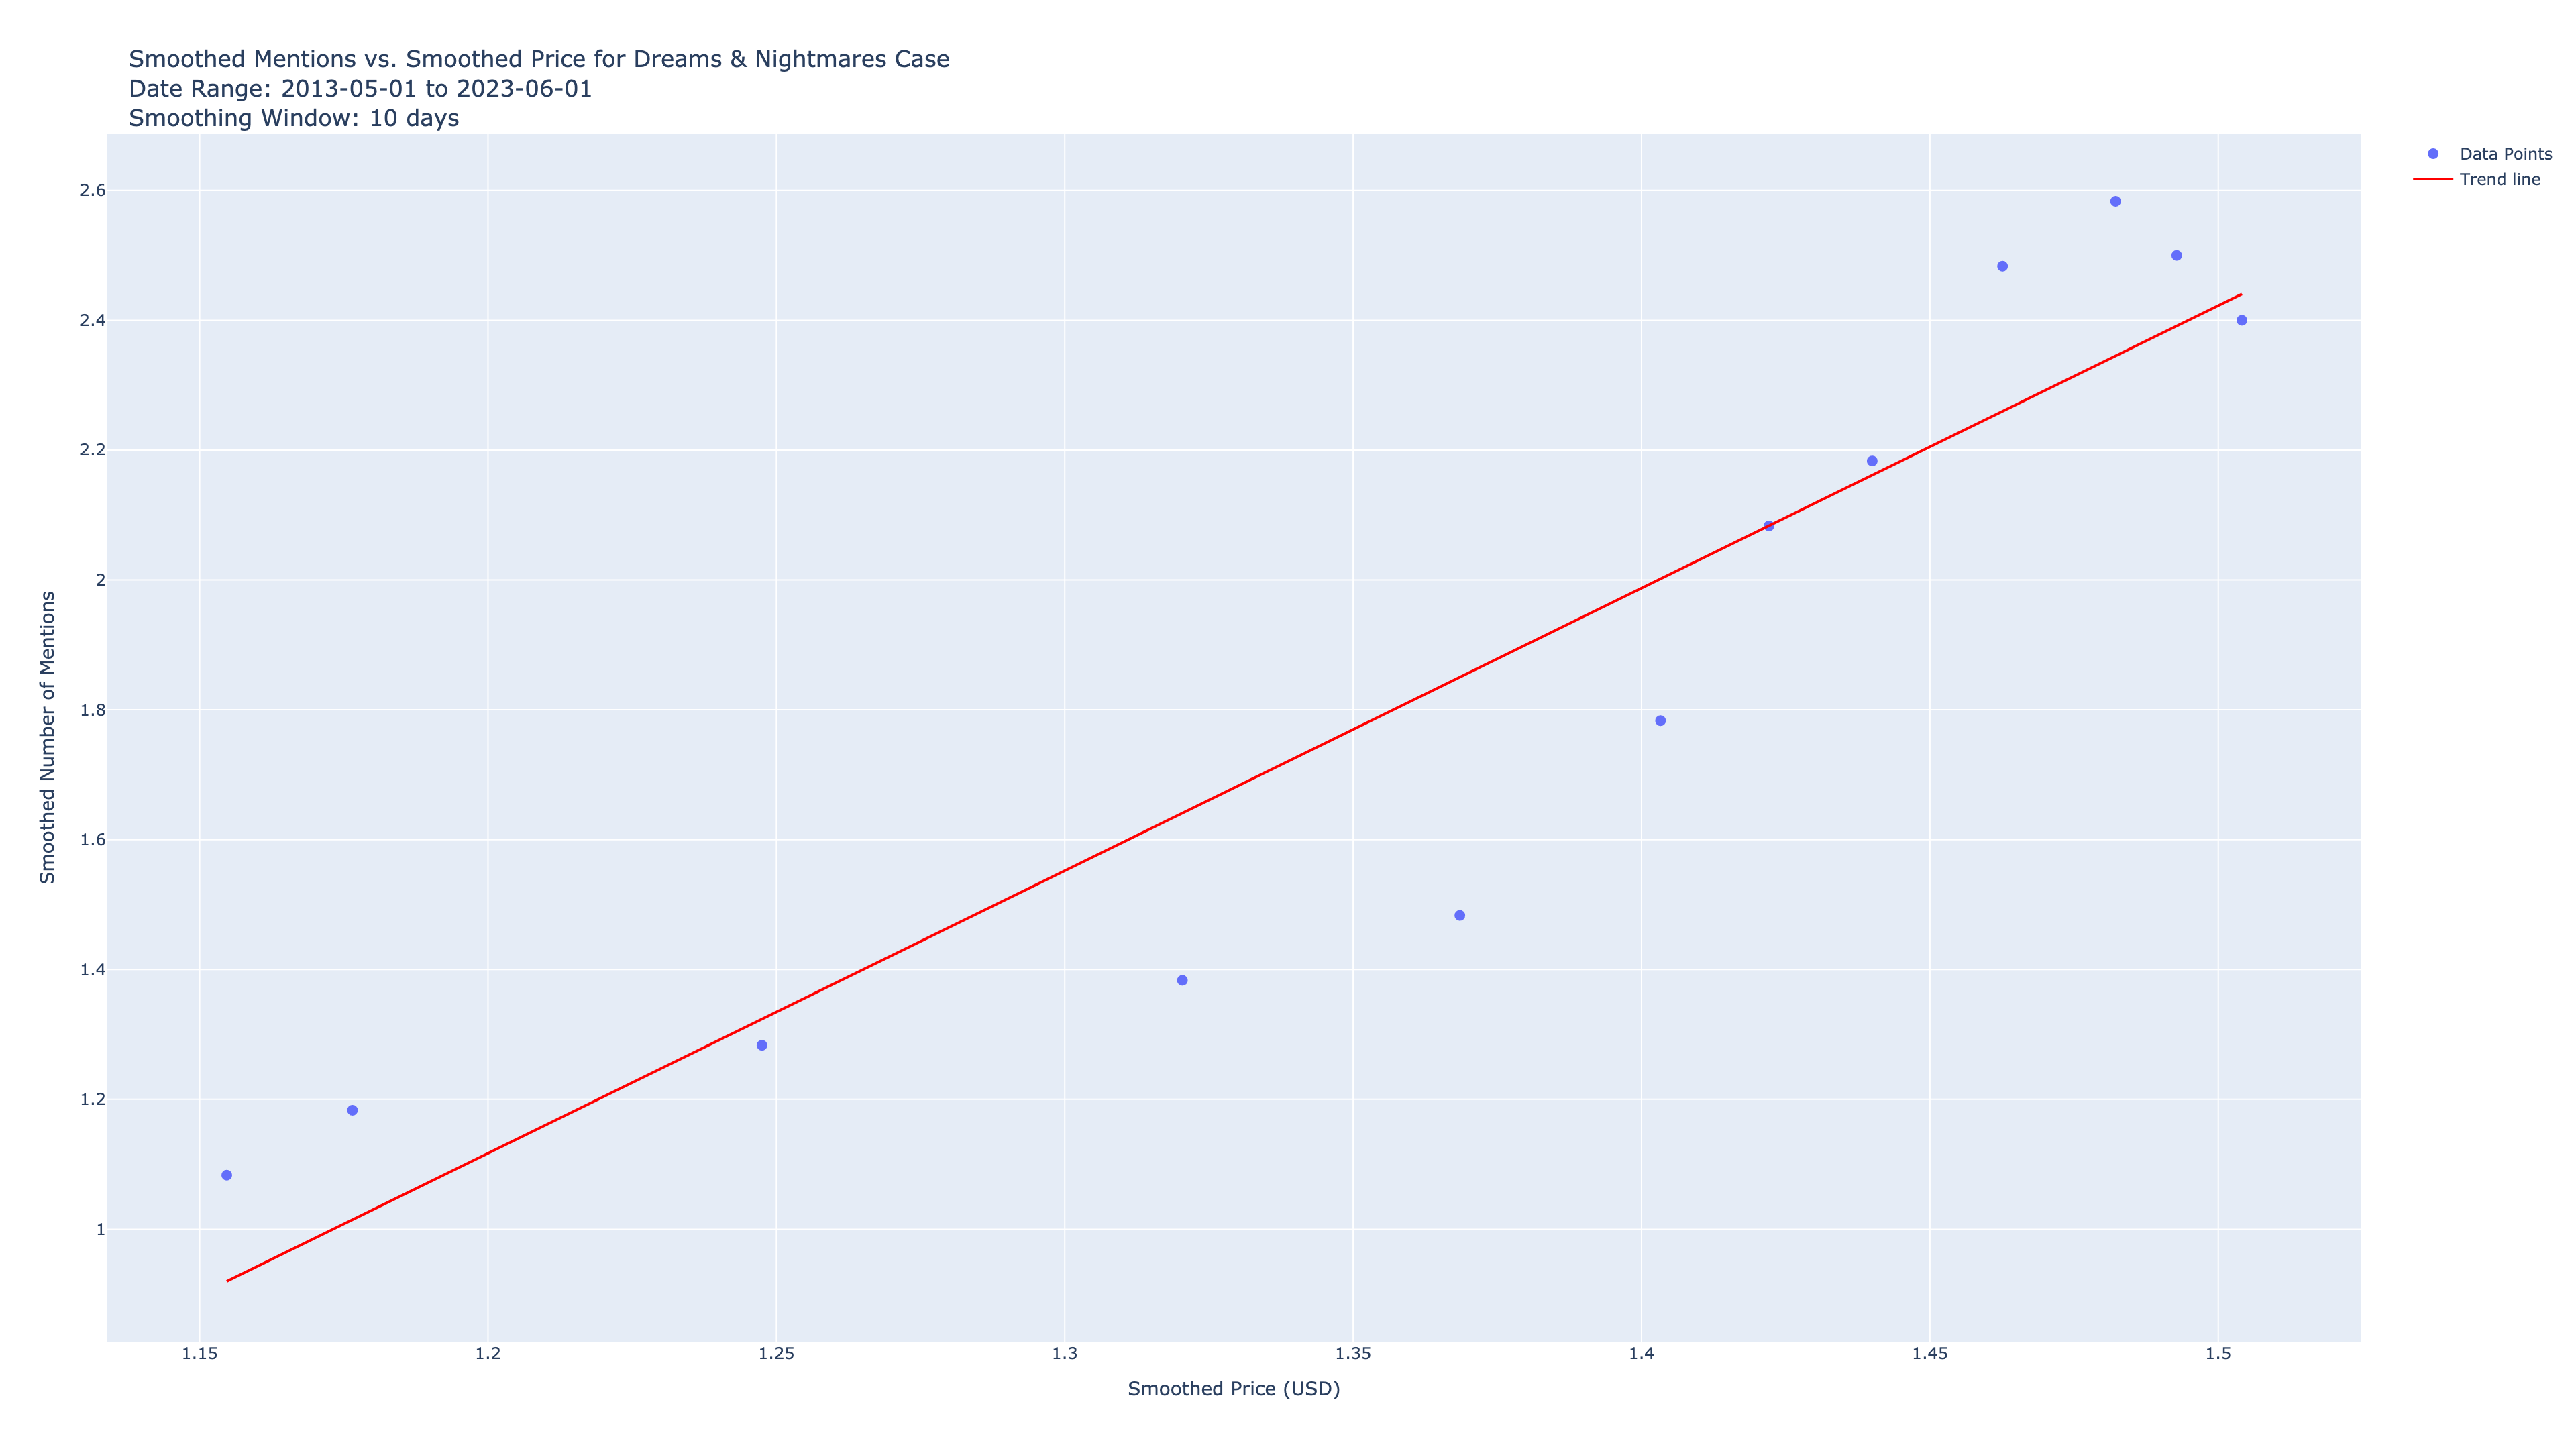 Smoothed Mentions vs. Smoothed Price for Dreams & Nightmares Case
Date Range: 2013-05-01 to 2023-06-01
Smoothing Window: 10 days
Data Points
Trend line
2.6
2.4
2.2
2
1.8
1.6
1.4
1.2
1
Smoothed Number of Mentions
1.15
1.2
1.25
1.3
1.35
1.4
1.45
1.5
Smoothed Price (USD)